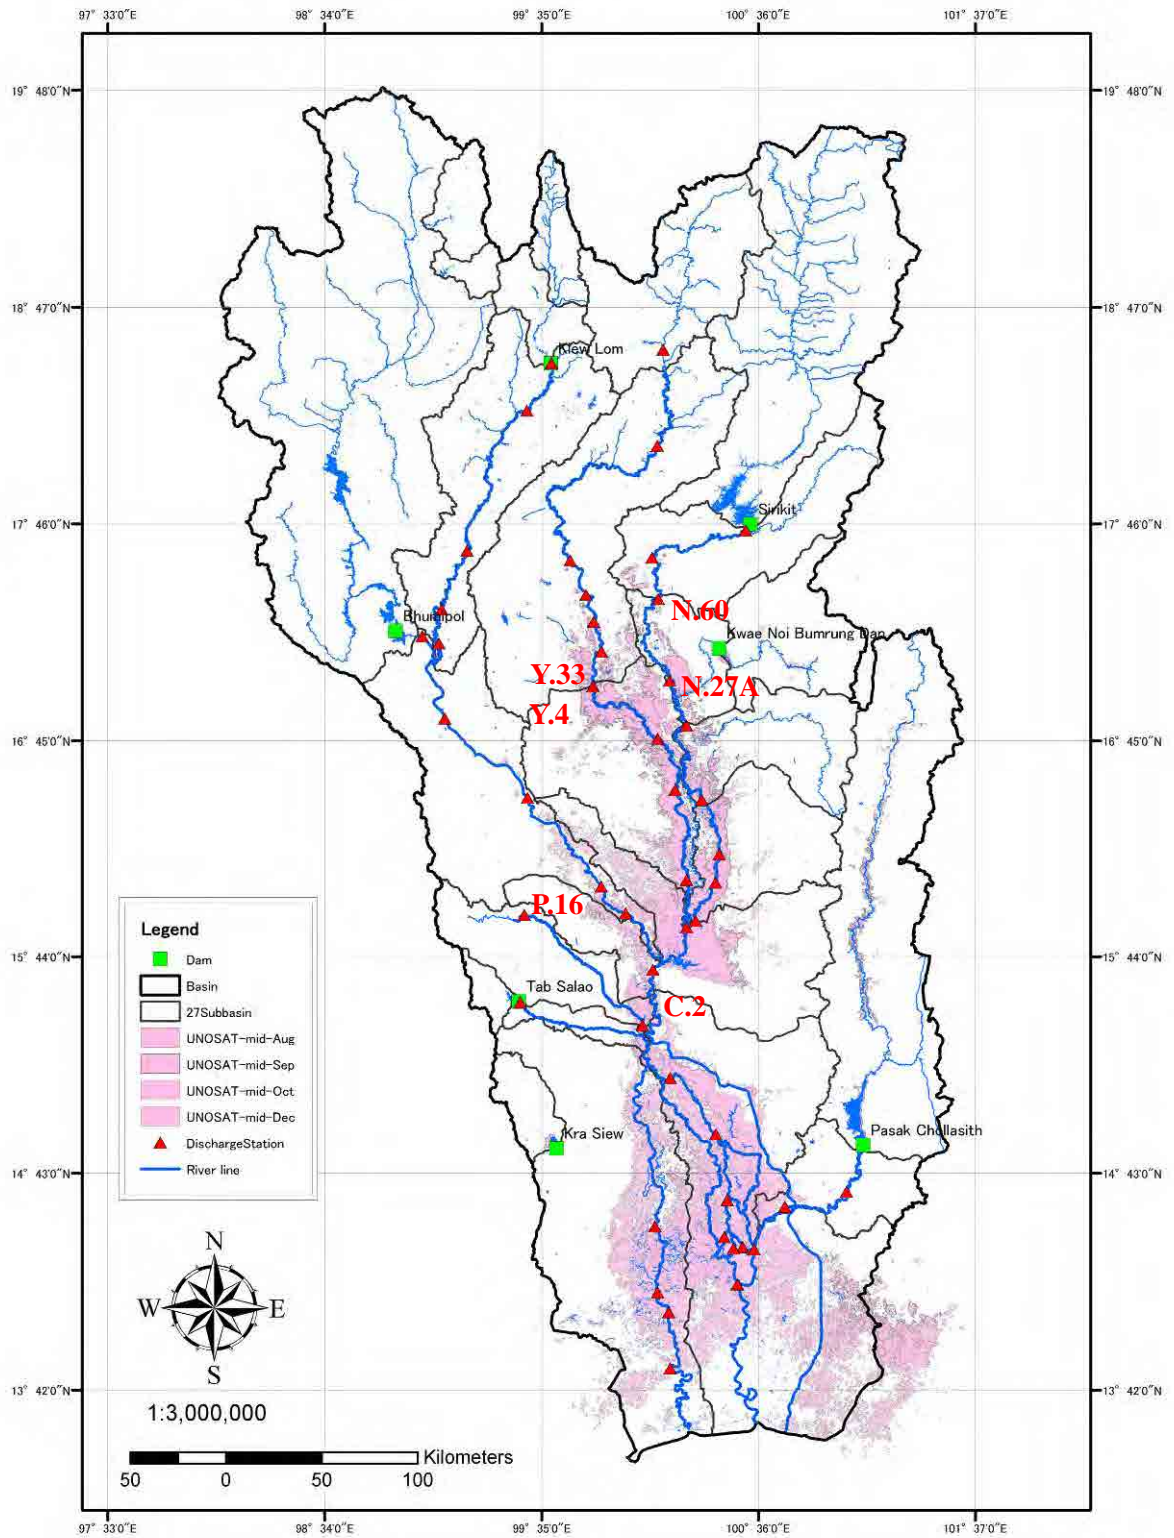 97° 33'0"E 98° 34'0"E 99° 35'0"E 100° 36'0"E 101° 37'0"E
19° 48'0"N 19° 48'0"N
18° 47'0"N 18° 47'0"N
Kiew Lom
Sirikit
17° 46'0"N 17° 46'0"N
N.60
Bhumipol
Kwae Noi Bumrung Dan
Y.33
N.27A
Y.4
16° 45'0"N 16° 45'0"N
P.16
Legend
Dam
Basin
27Subbasin
UNOSAT-mid-Aug
UNOSAT-mid-Sep
UNOSAT-mid-Oct
UNOSAT-mid-Dec
DischargeStation
River line
15° 44'0"N 15° 44'0"N
Tab Salao
C.2
Kra Siew
Pasak Chollasith
14° 43'0"N 14° 43'0"N
N
W E
S
13° 42'0"N 13° 42'0"N
1:3,000,000
Kilometers
50 0 50 100
97° 33'0"E 98° 34'0"E 99° 35'0"E 100° 36'0"E 101° 37'0"E